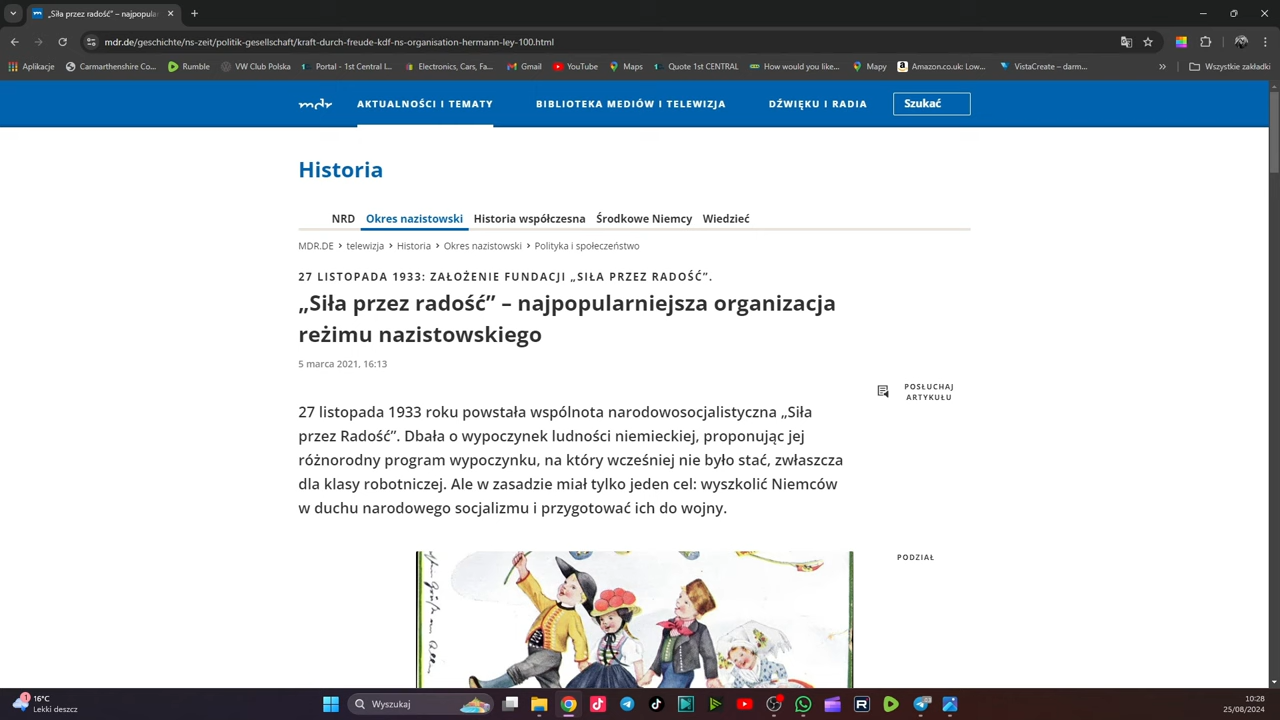 „Siła przez radość” – najpopular
mdr.de/geschichte/ns-zeit/politik-gesellschaft/kraft-durch-freude-kdf-ns-organisation-hermann-ley-100.html
Aplikacje Carmarthenshire Co... Rumble VW Club Polska Portal · 1st Central I... Electronics, Cars, F... Gmail YouTube Maps Quote 1st CENTRAL How would you like... Mapy Amazon.co.uk: Low... VistaCreate – darm... » Wszystkie zakładki
mdr AKTUALNOŚCI I TEMATY BIBLIOTEKA MEDIÓW I TELEWIZJA DŹWIĘKU I RADIA Szukać
Historia
NRD Okres nazistowski Historia współczesna Środkowe Niemcy Wiedzieć
MDR.DE > telewizja > Historia > Okres nazistowski > Polityka i społeczeństwo
27 LISTOPADA 1933: ZAŁOŻENIE FUNDACJI „SIŁA PRZEZ RADOŚĆ”.
„Siła przez radość” – najpopularniejsza organizacja
reżimu nazistowskiego
5 marca 2021, 16:13
POSŁUCHAJ
ARTYKUŁU
27 listopada 1933 roku powstała wspólnota narodowosocjalistyczna „Siła
przez Radość”. Dbała o wypoczynek ludności niemieckiej, proponując jej
różnorodny program wypoczynku, na który wcześniej nie było stać, zwłaszcza
dla klasy robotniczej. Ale w zasadzie miał tylko jeden cel: wyszkolić Niemców
w duchu narodowego socjalizmu i przygotować ich do wojny.
PODZIAŁ
1
16°C
Lekki deszcz
Wyszukaj
10:28
25/08/2024